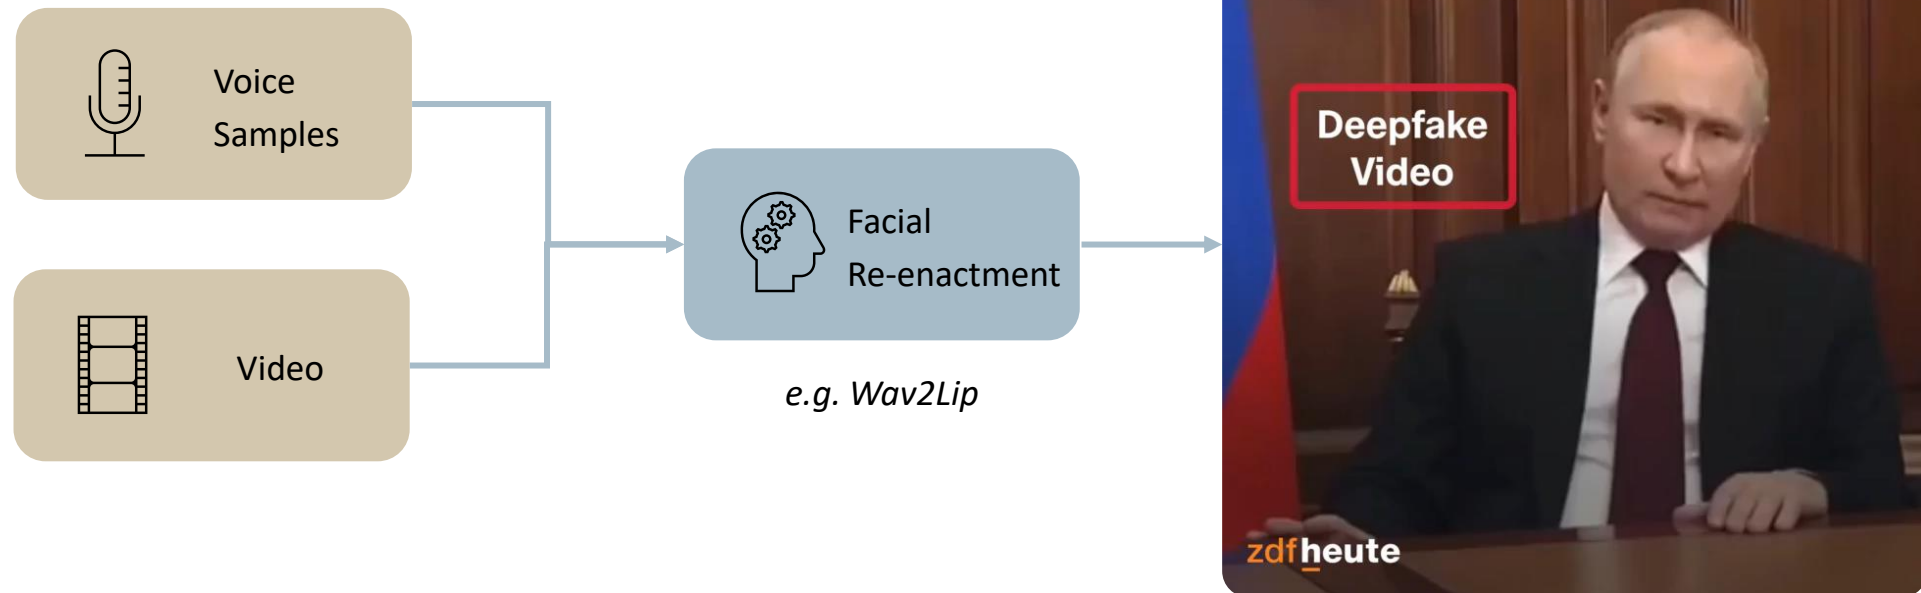 Voice
Samples
Video
Facial
Re-enactment
e.g. Wav2Lip
Deepfake
Video
zdfheute